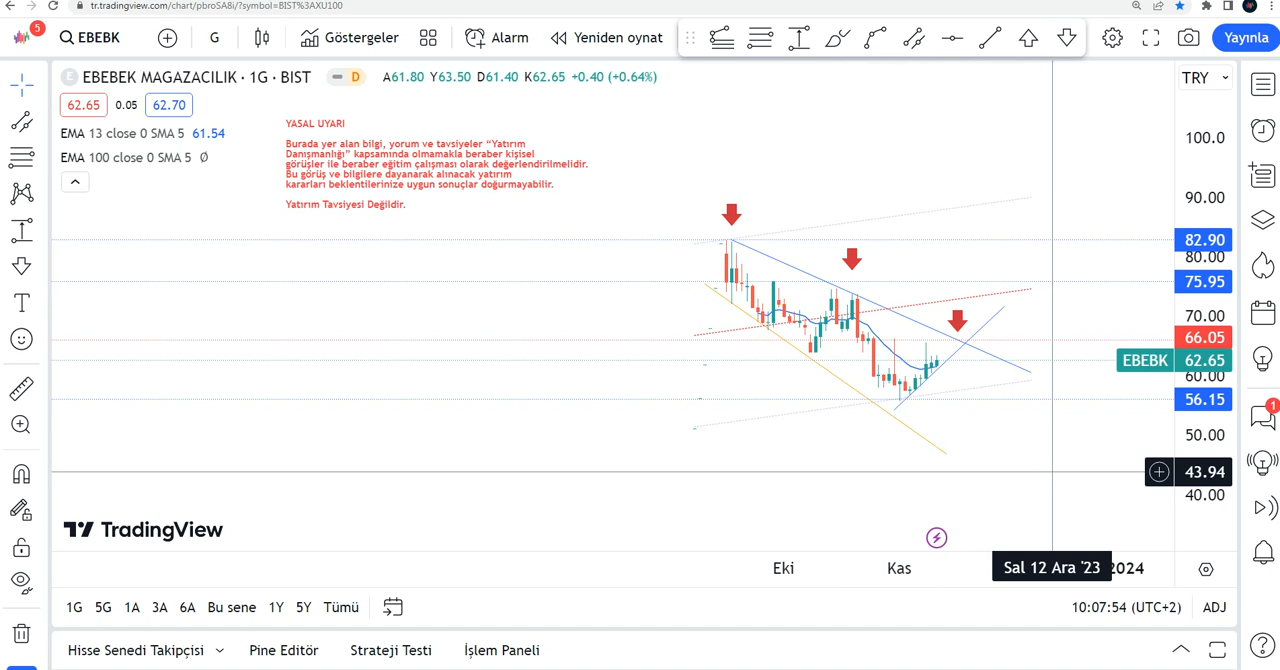 tr.tradingview.com/chart/pbroSA8i/?symbol=BIST%3AXU100
5
EBEBK
G
Göstergeler
Alarm
Yeniden oynat
Yayınla
E EBEBEK MAGAZACILIK · 1G · BIST D A61.80 Y63.50 D61.40 K62.65 +0.40 (+0.64%)
TRY
62.65 0.05 62.70
EMA 13 close 0 SMA 5 61.54
EMA 100 close 0 SMA 5 Ø
YASAL UYARI
Burada yer alan bilgi, yorum ve tavsiyeler “Yatırım
Danışmanlığı” kapsamında olmamakla beraber kişisel
görüşler ile beraber eğitim çalışması olarak değerlendirilmelidir.
Bu görüş ve bilgilere dayanarak alınacak yatırım
kararları beklentilerinize uygun sonuçlar doğurmayabilir.
Yatırım Tavsiyesi Değildir.
100.0
90.00
82.90
80.00
75.95
70.00
66.05
EBEBK 62.65
60.00
56.15
50.00
43.94
40.00
1
TradingView
Eki
Kas
Sal 12 Ara '23
2024
1G 5G 1A 3A 6A Bu sene 1Y 5Y Tümü
10:07:54 (UTC+2) ADJ
Hisse Senedi Takipçisi Pine Editör Strateji Testi İşlem Paneli